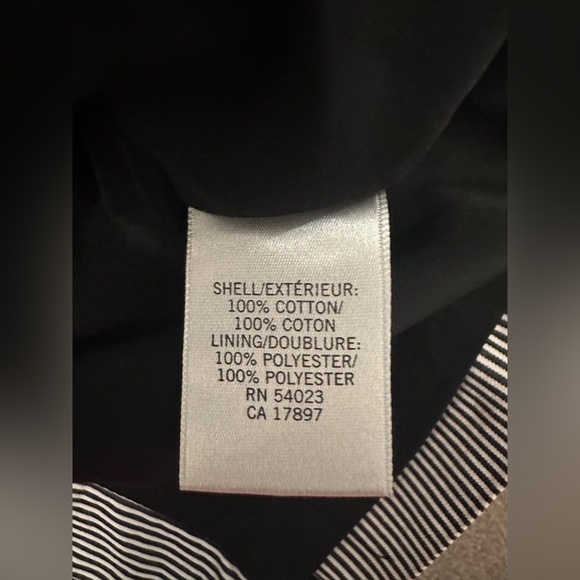 SHELL/EXTÉRIEUR:
100% COTTON/
100% COTON
LINING/DOUBLURE:
100% POLYESTER/
100% POLYESTER
RN 54023
CA 17897